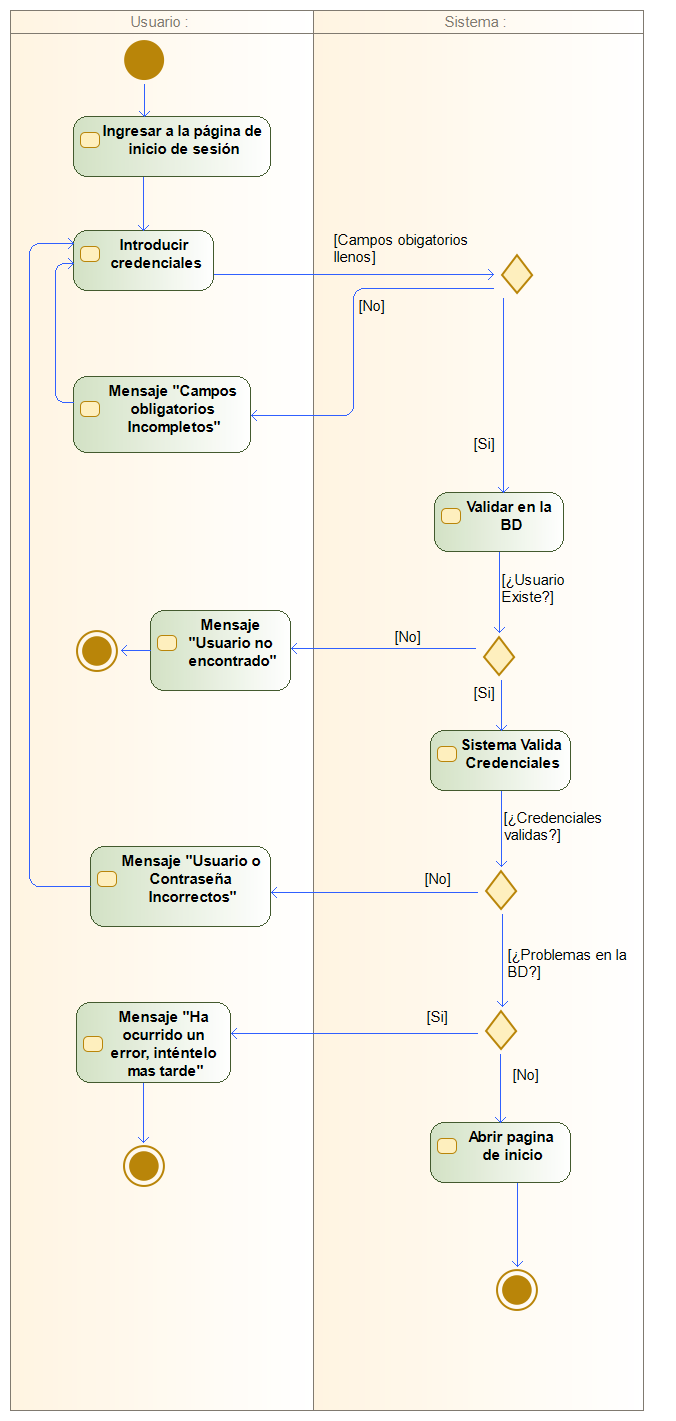 Usuario :
Sistema :
Ingresar a la página de
inicio de sesión
Introducir
credenciales
[Campos obigatorios
llenos]
[No]
Mensaje "Campos
obligatorios
Incompletos"
[Si]
Validar en la
BD
[¿Usuario
Existe?]
Mensaje
"Usuario no
encontrado"
[No]
[Si]
Sistema Valida
Credenciales
[¿Credenciales
validas?]
Mensaje "Usuario o
Contraseña
Incorrectos"
[No]
[¿Problemas en la
BD?]
Mensaje "Ha
ocurrido un
error, inténtelo
mas tarde"
[Si]
[No]
Abrir pagina
de inicio